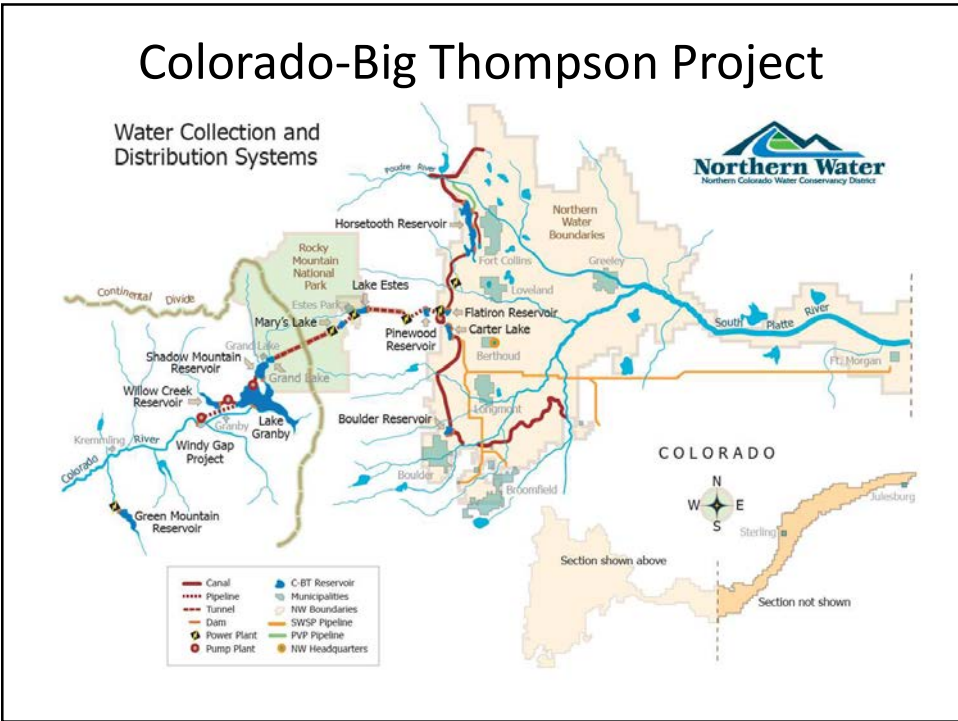 Colorado-Big Thompson Project
Water Collection and
Distribution Systems
Northern Water
Northern Colorado Water Conservancy District
Poudre River
Horsetooth Reservoir
Northern
Water
Boundaries
Rocky
Mountain
National
Park
Fort Collins
Greeley
Continental Divide
Lake Estes
Loveland
Estes Park
Mary's Lake
Flatiron Reservoir
Pinewood
Reservoir
Carter Lake
South Platte River
Grand Lake
Berthoud
Shadow Mountain
Reservoir
Ft. Morgan
Grand Lake
Willow Creek
Reservoir
Longmont
Boulder Reservoir
Granby
Lake
Granby
Kremmling
Colorado River
Windy Gap
Project
Boulder
Broomfield
COLORADO
N
W E
S
Julesburg
Green Mountain
Reservoir
Sterling
Section shown above
Section not shown
Canal
Pipeline
Tunnel
Dam
Power Plant
Pump Plant
C-BT Reservoir
Municipalities
NW Boundaries
SWSP Pipeline
PVP Pipeline
NW Headquarters